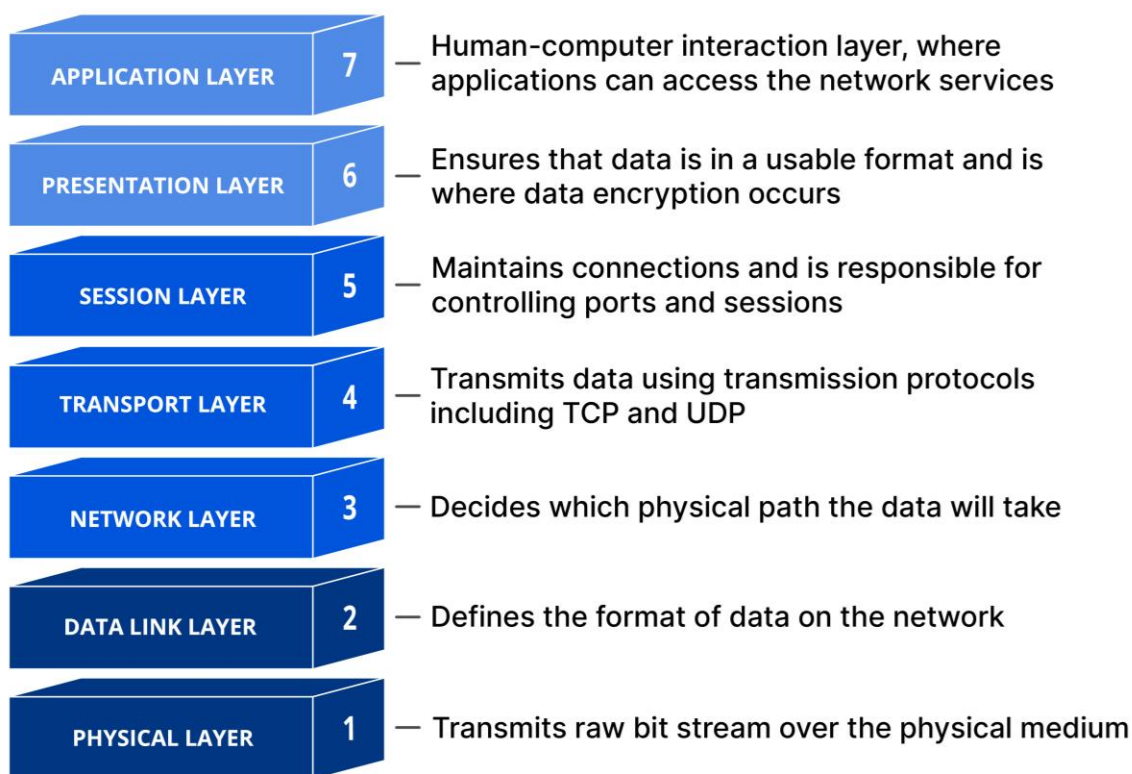 APPLICATION LAYER 7
Human-computer interaction layer, where
applications can access the network services
PRESENTATION LAYER 6
Ensures that data is in a usable format and is
where data encryption occurs
SESSION LAYER 5
Maintains connections and is responsible for
controlling ports and sessions
TRANSPORT LAYER 4
Transmits data using transmission protocols
including TCP and UDP
NETWORK LAYER 3
Decides which physical path the data will take
DATA LINK LAYER 2
Defines the format of data on the network
PHYSICAL LAYER 1
Transmits raw bit stream over the physical medium